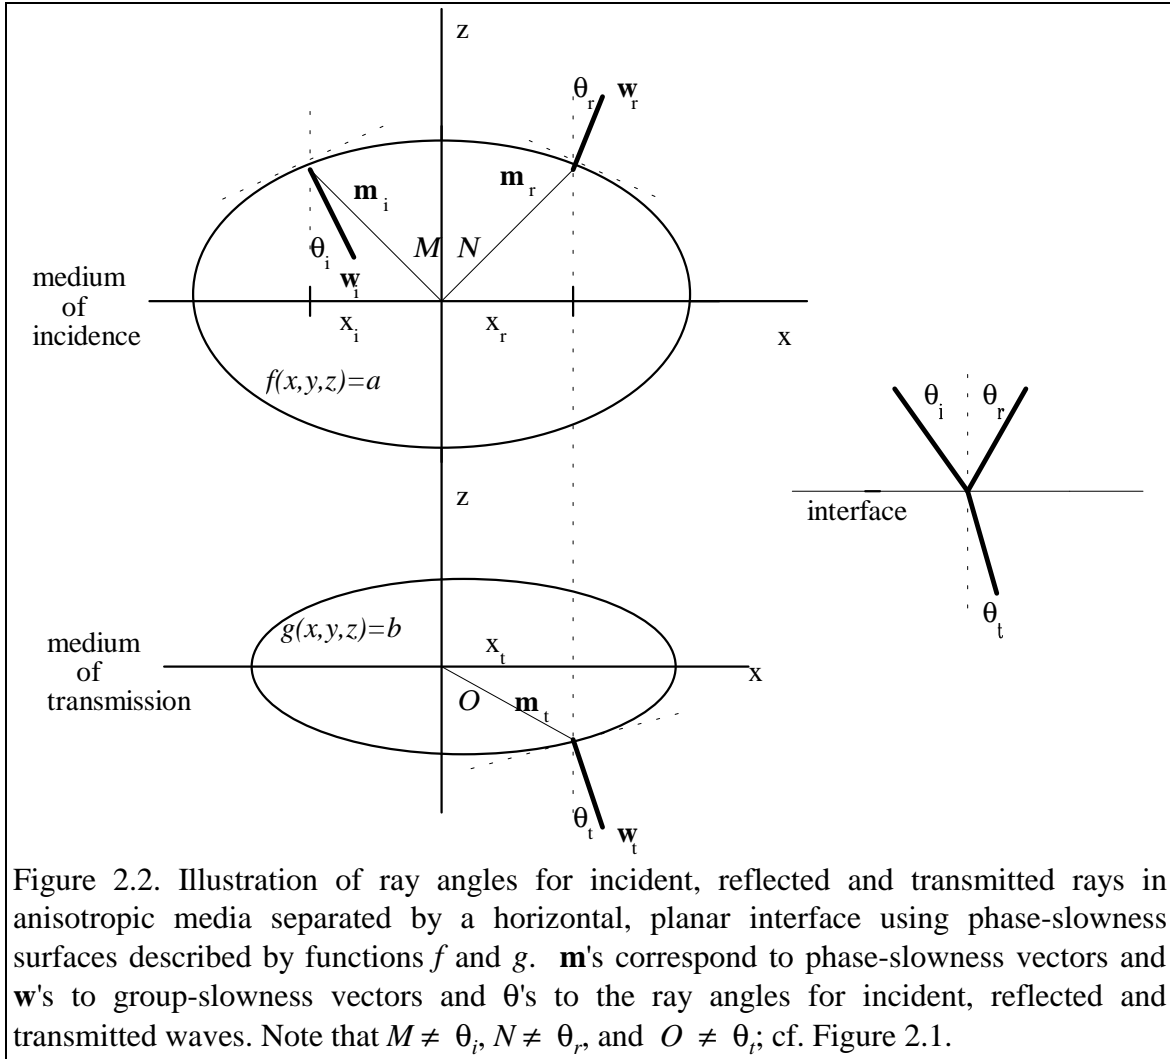 z
θr wr
mi
mr
θi
M N
wi
medium
of
incidence
xi
xr
x
f(x,y,z)=a
θi
θr
z
interface
g(x,y,z)=b
medium
of
transmission
xt
x
O
mt
θt
θt wt
Figure 2.2. Illustration of ray angles for incident, reflected and transmitted rays in
anisotropic media separated by a horizontal, planar interface using phase-slowness
surfaces described by functions f and g. m's correspond to phase-slowness vectors and
w's to group-slowness vectors and θ's to the ray angles for incident, reflected and
transmitted waves. Note that M ≠ θi, N ≠ θr, and O ≠ θt; cf. Figure 2.1.